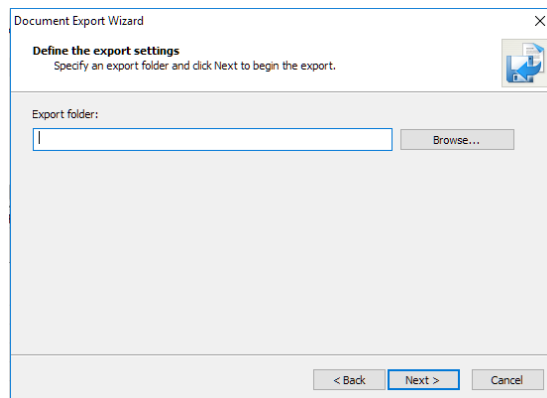 Document Export Wizard
Define the export settings
Specify an export folder and click Next to begin the export.
Export folder:
Browse...
< Back
Next >
Cancel